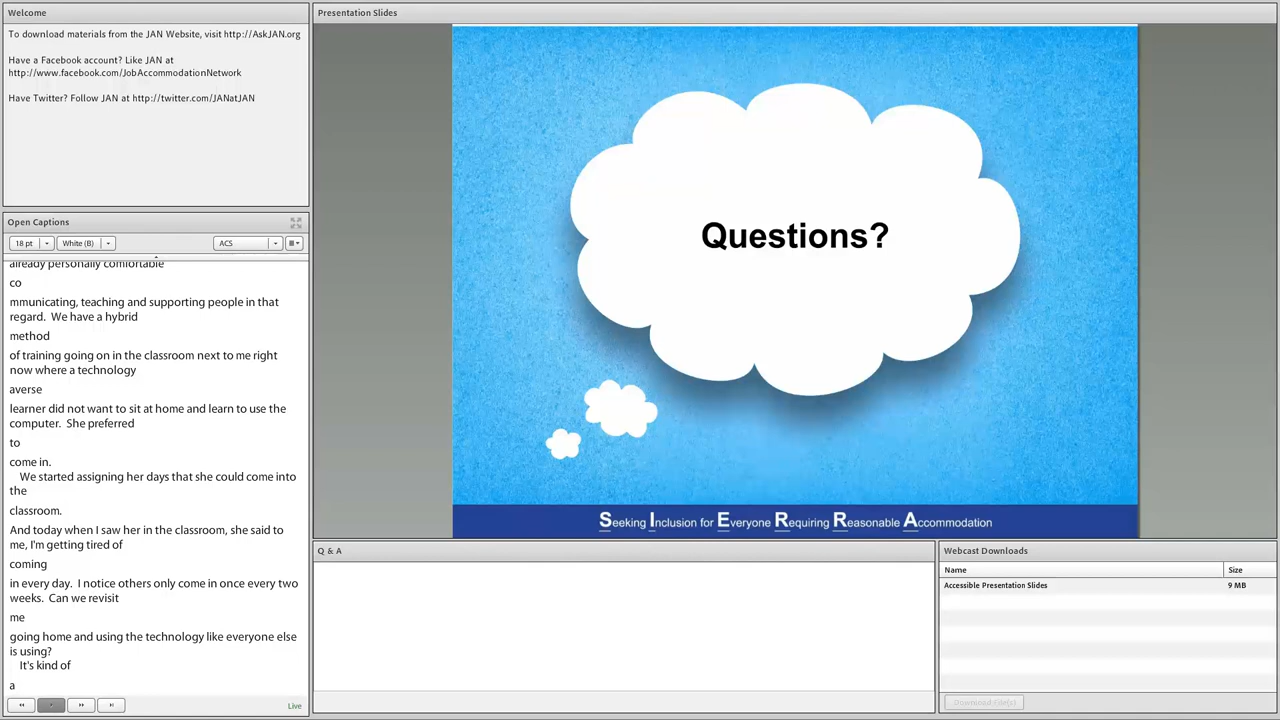 Welcome
To download materials from the JAN Website, visit http://AskJAN.org
Have a Facebook account? Like JAN at
http://www.facebook.com/JobAccommodationNetwork
Have Twitter? Follow JAN at http://twitter.com/JANatJAN
Open Captions
18 pt
White (B)
ACS
already personally comfortable
co
mmunicating, teaching and supporting people in that
regard. We have a hybrid
method
of training going on in the classroom next to me right
now where a technology
averse
learner did not want to sit at home and learn to use the
computer. She preferred
to
come in.
We started assigning her days that she could come into
the
classroom.
And today when I saw her in the classroom, she said to
me, I'm getting tired of
coming
in every day. I notice others only come in once every two
weeks. Can we revisit
me
going home and using the technology like everyone else
is using?
It's kind of
a
Live
Presentation Slides
Questions?
Seeking Inclusion for Everyone Requiring Reasonable Accommodation
Q & A
Webcast Downloads
Name Size
Accessible Presentation Slides 9 MB
Download File(s)